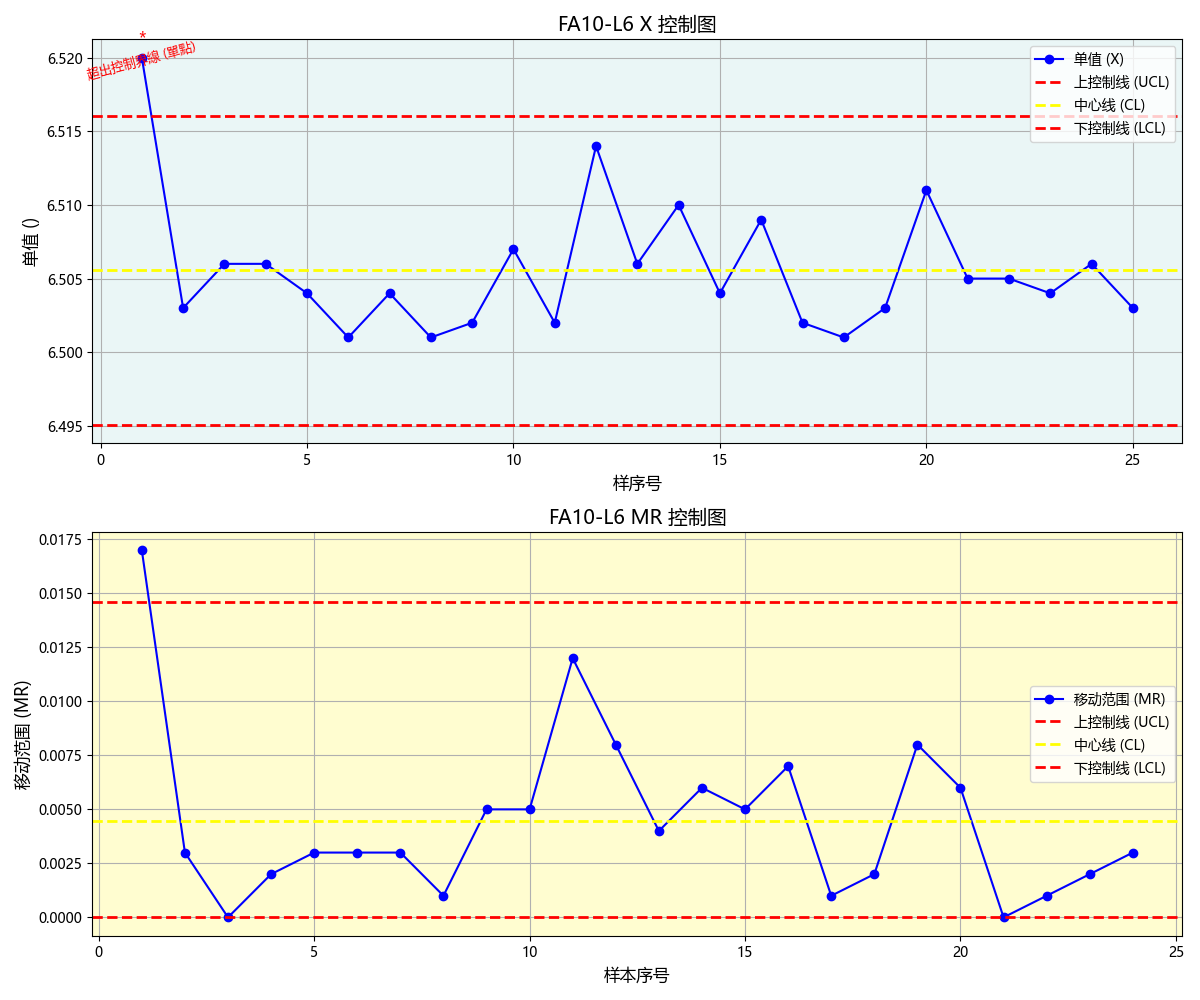 FA10-L6 X 控制图
*
超出控制界線 (單點)
单值 (X)
上控制线 (UCL)
中心线 (CL)
下控制线 (LCL)
单值 ()
6.520
6.515
6.510
6.505
6.500
6.495
0 5 10 15 20 25
样序号
FA10-L6 MR 控制图
移动范围 (MR)
上控制线 (UCL)
中心线 (CL)
下控制线 (LCL)
移动范围 (MR)
0.0175
0.0150
0.0125
0.0100
0.0075
0.0050
0.0025
0.0000
0 5 10 15 20 25
样本序号